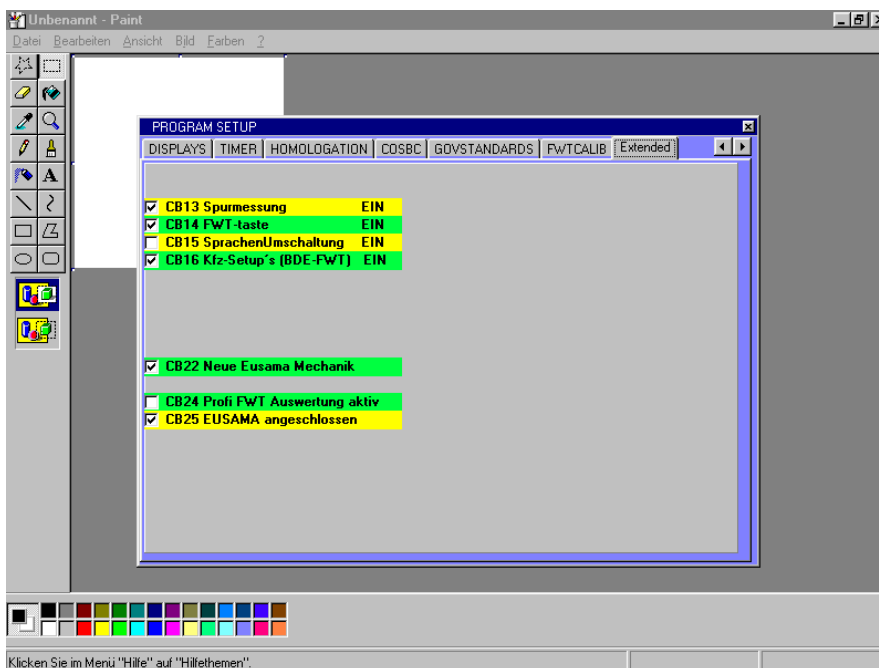 Unbenannt - Paint
Datei Bearbeiten Ansicht Bild Farben ?
A
PROGRAM SETUP
DISPLAYS TIMER HOMOLOGATION COSBC GOVSTANDARDS FWTCALIB Extended
CB13 Spurmessung EIN
CB14 FWT-taste EIN
CB15 SprachenUmschaltung EIN
CB16 Kfz-Setup´s (BDE-FWT) EIN
CB22 Neue Eusama Mechanik
CB24 Profi FWT Auswertung aktiv
CB25 EUSAMA angeschlossen
Klicken Sie im Menü "Hilfe" auf "Hilfethemen".